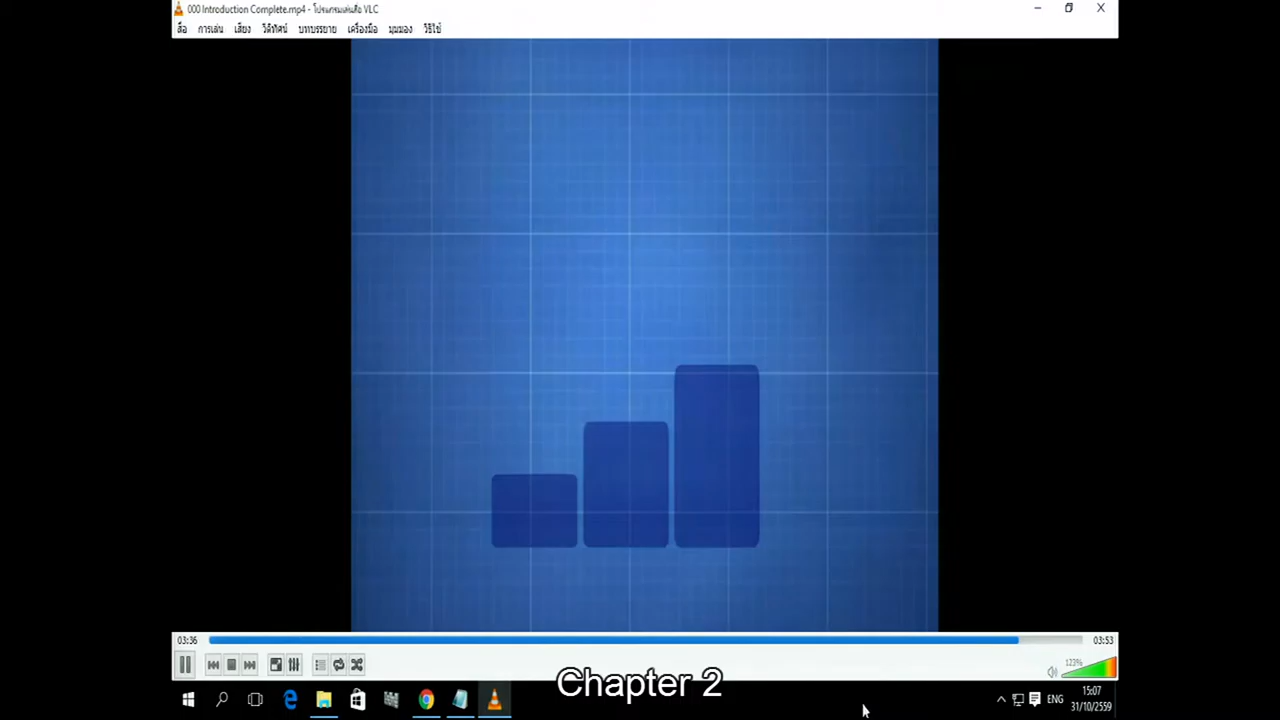 000 Introduction Complete.mp4 - โปรแกรมเล่นสื่อ VLC
สื่อ การเล่น เสียง วิดีทัศน์ บทบรรยาย เครื่องมือ มุมมอง วิธีใช้
03:36 03:53
123%
Chapter 2
ENG 15:07
31/10/2559